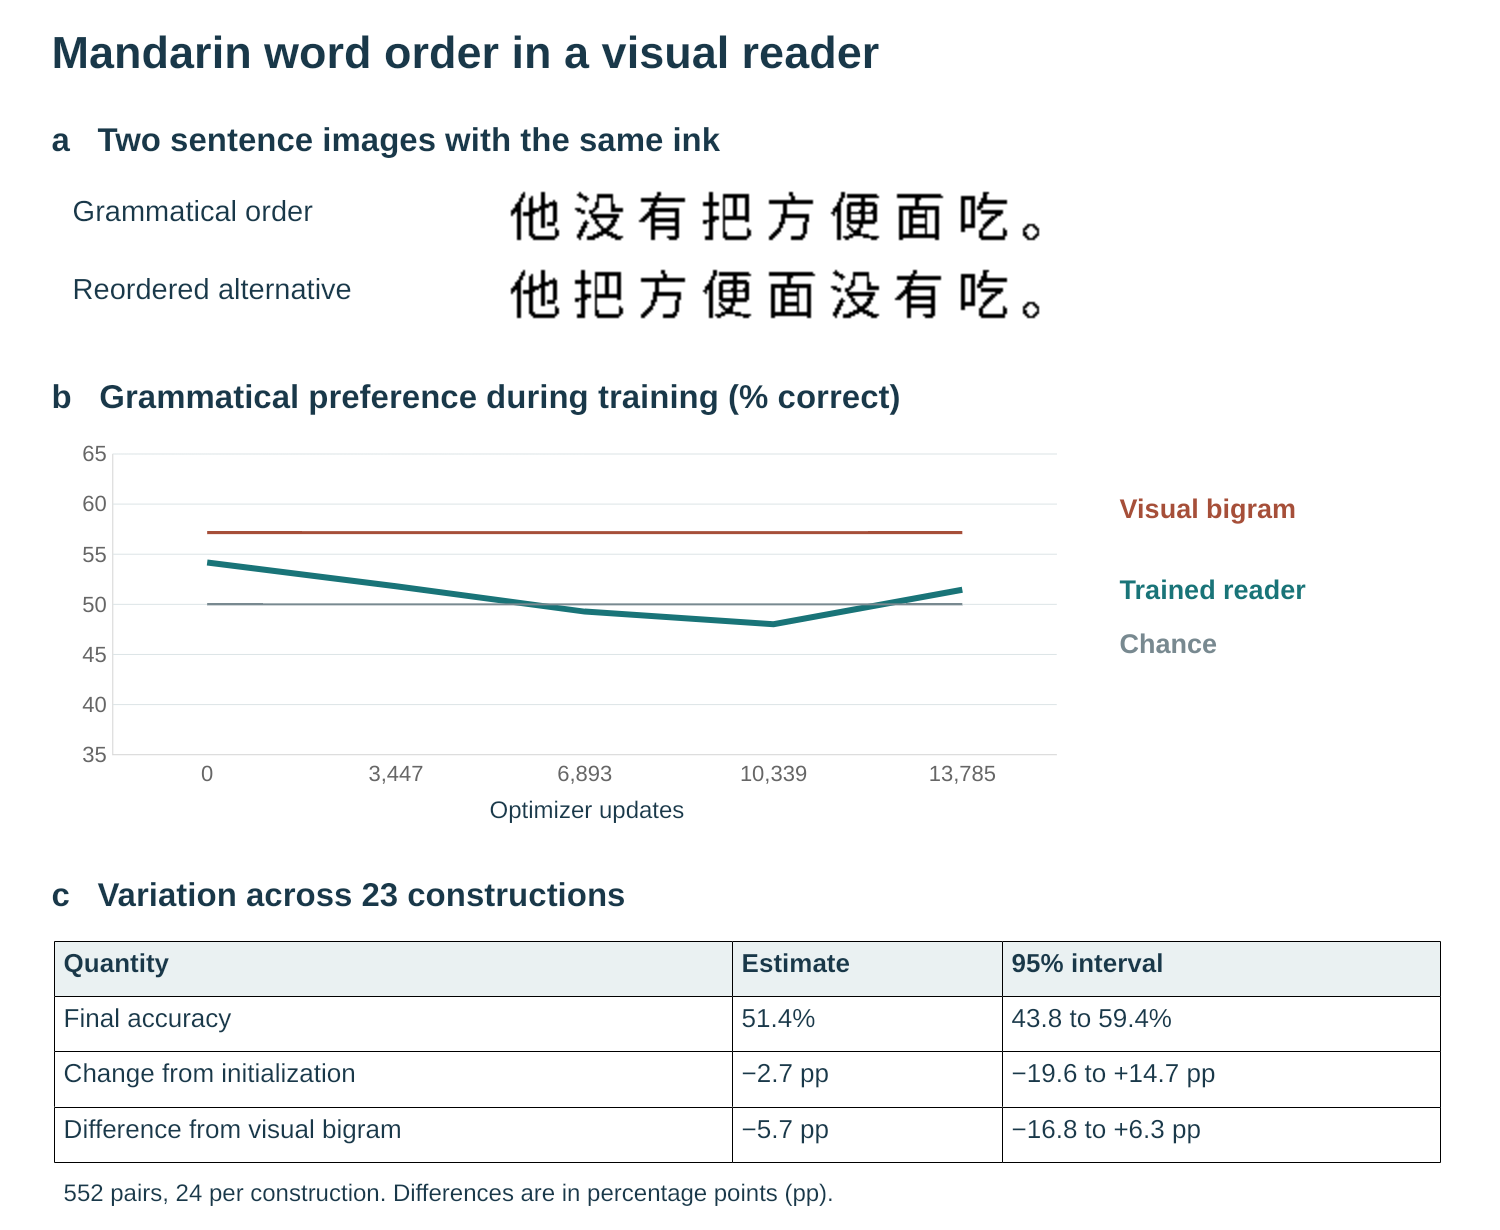 Mandarin word order in a visual reader
a Two sentence images with the same ink
Grammatical order 他没有把方便面吃。
Reordered alternative 他把方便面没有吃。
b Grammatical preference during training (% correct)
65
60
55
50
45
40
35
Visual bigram
Trained reader
Chance
0 3,447 6,893 10,339 13,785
Optimizer updates
c Variation across 23 constructions
Quantity Estimate 95% interval
Final accuracy 51.4% 43.8 to 59.4%
Change from initialization −2.7 pp −19.6 to +14.7 pp
Difference from visual bigram −5.7 pp −16.8 to +6.3 pp
552 pairs, 24 per construction. Differences are in percentage points (pp).